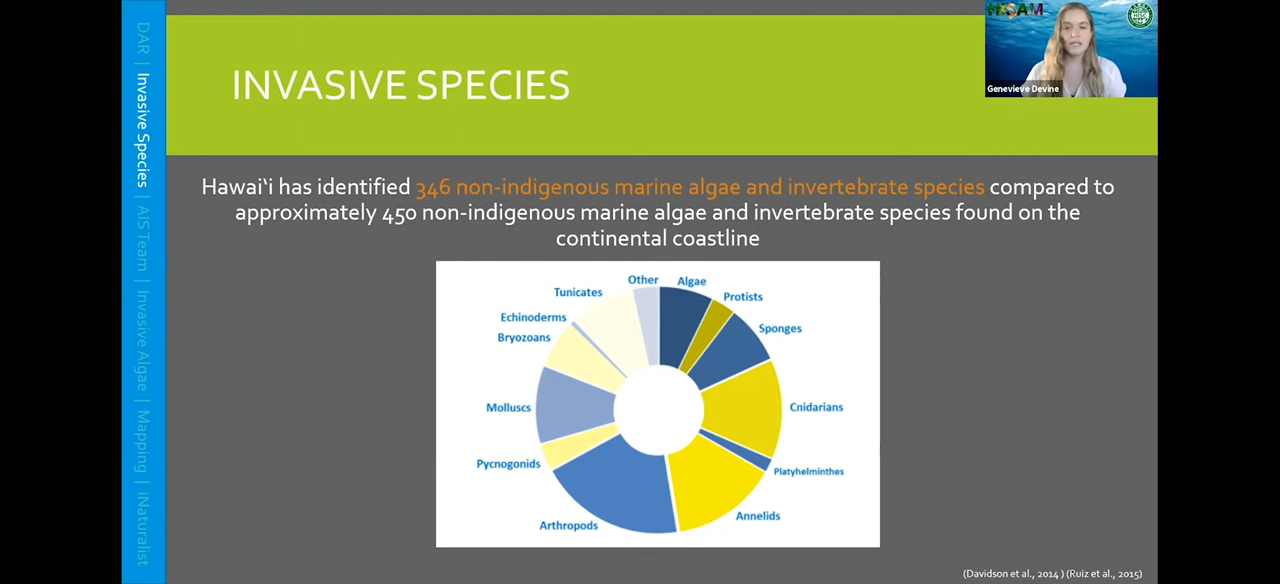 DAR | Invasive Species | AIS Team | Invasive Algae | Mapping | iNaturalist
INVASIVE SPECIES
HISAM
Genevieve Devine
Hawai‘i has identified 346 non-indigenous marine algae and invertebrate species compared to
approximately 450 non-indigenous marine algae and invertebrate species found on the
continental coastline
Other
Algae
Tunicates
Protists
Echinoderms
Sponges
Bryozoans
Molluscs
Cnidarians
Pycnogonids
Platyhelminthes
Annelids
Arthropods
(Davidson et al., 2014 ) (Ruiz et al., 2015)